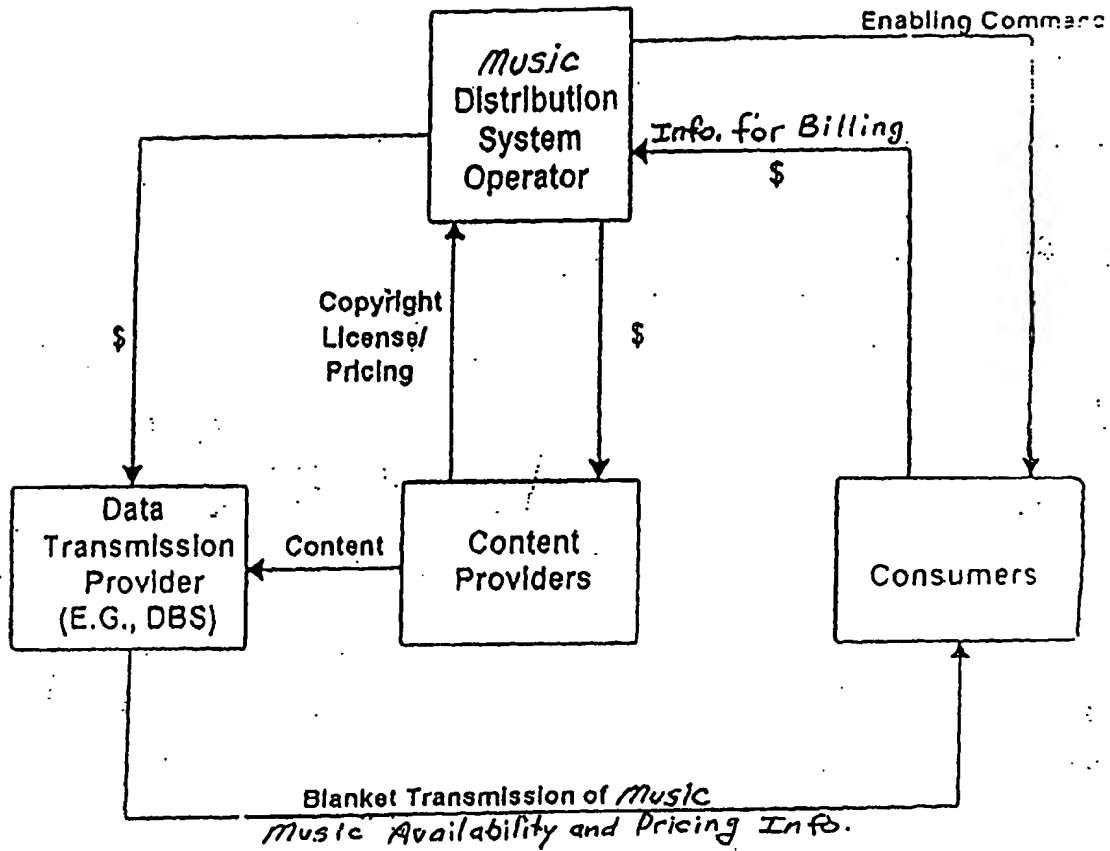 Enabling Command
Music
Distribution
System
Operator
Info. for Billing
$
$
Copyright
License/
Pricing
$
Data
Transmission
Provider
(E.G., DBS)
Content
Content
Providers
Consumers
Blanket Transmission of Music
Music Availability and Pricing Info.